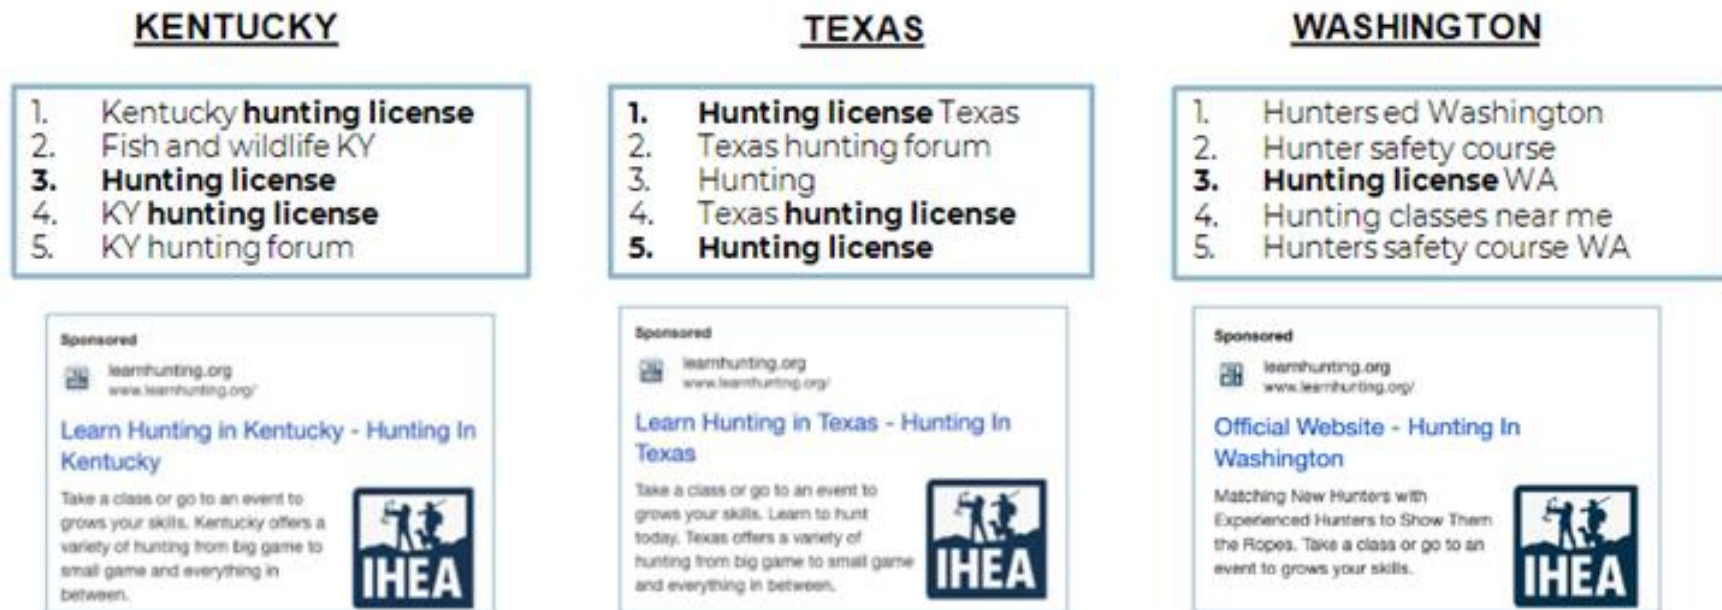 KENTUCKY
1. Kentucky hunting license
2. Fish and wildlife KY
3. Hunting license
4. KY hunting license
5. KY hunting forum
Sponsored
learnhunting.org
www.learnhunting.org/
Learn Hunting in Kentucky - Hunting In
Kentucky
Take a class or go to an event to
grows your skills. Kentucky offers a
variety of hunting from big game to
small game and everything in
between.
IHEA
TEXAS
1. Hunting license Texas
2. Texas hunting forum
3. Hunting
4. Texas hunting license
5. Hunting license
Sponsored
learnhunting.org
www.learnhunting.org/
Learn Hunting in Texas - Hunting In
Texas
Take a class or go to an event to
grows your skills. Learn to hunt
today. Texas offers a variety of
hunting from big game to small game
and everything in between.
IHEA
WASHINGTON
1. Hunters ed Washington
2. Hunter safety course
3. Hunting license WA
4. Hunting classes near me
5. Hunters safety course WA
Sponsored
learnhunting.org
www.learnhunting.org/
Official Website - Hunting In
Washington
Matching New Hunters with
Experienced Hunters to Show Them
the Ropes. Take a class or go to an
event to grows your skills.
IHEA